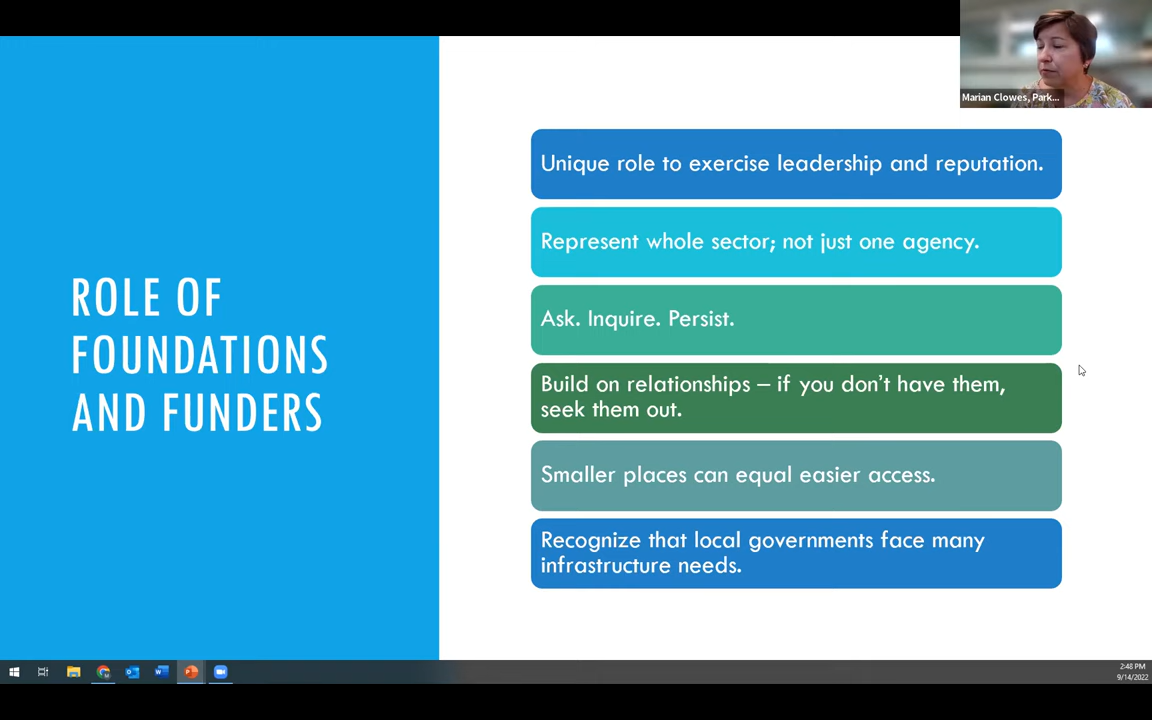 Marian Clowes, Park...
ROLE OF
FOUNDATIONS
AND FUNDERS
Unique role to exercise leadership and reputation.
Represent whole sector; not just one agency.
Ask. Inquire. Persist.
Build on relationships – if you don't have them,
seek them out.
Smaller places can equal easier access.
Recognize that local governments face many
infrastructure needs.
2:48 PM
9/14/2022